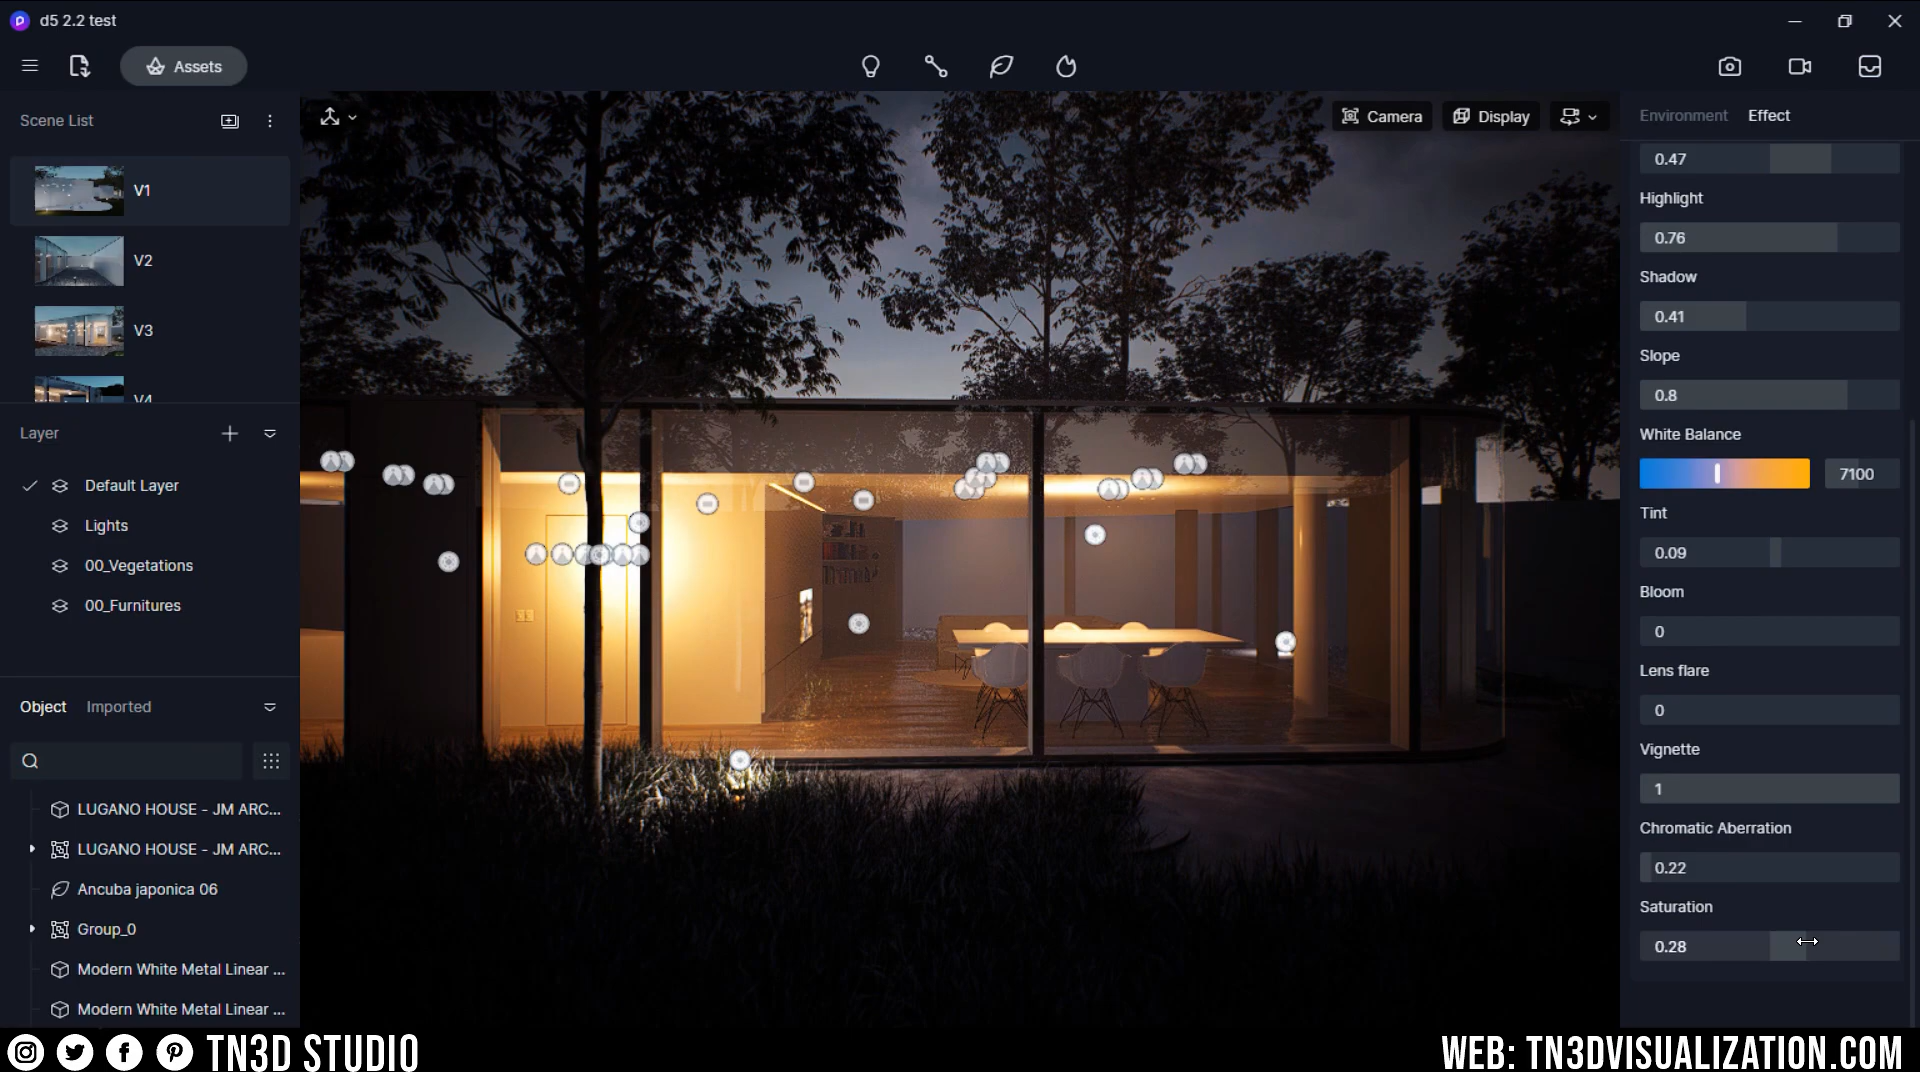 d5 2.2 test
Assets
Scene List
V1
V2
V3
V4
Layer
Default Layer
Lights
00_Vegetations
00_Furnitures
Object
Imported
LUGANO HOUSE - JM ARC...
LUGANO HOUSE - JM ARC...
Ancuba japonica 06
Group_0
Modern White Metal Linear ...
Modern White Metal Linear ...
Camera
Display
Environment
Effect
0.47
Highlight
0.76
Shadow
0.41
Slope
0.8
White Balance
7100
Tint
0.09
Bloom
0
Lens flare
0
Vignette
1
Chromatic Aberration
0.22
Saturation
0.28
TN3D STUDIO
WEB: TN3DVISUALIZATION.COM